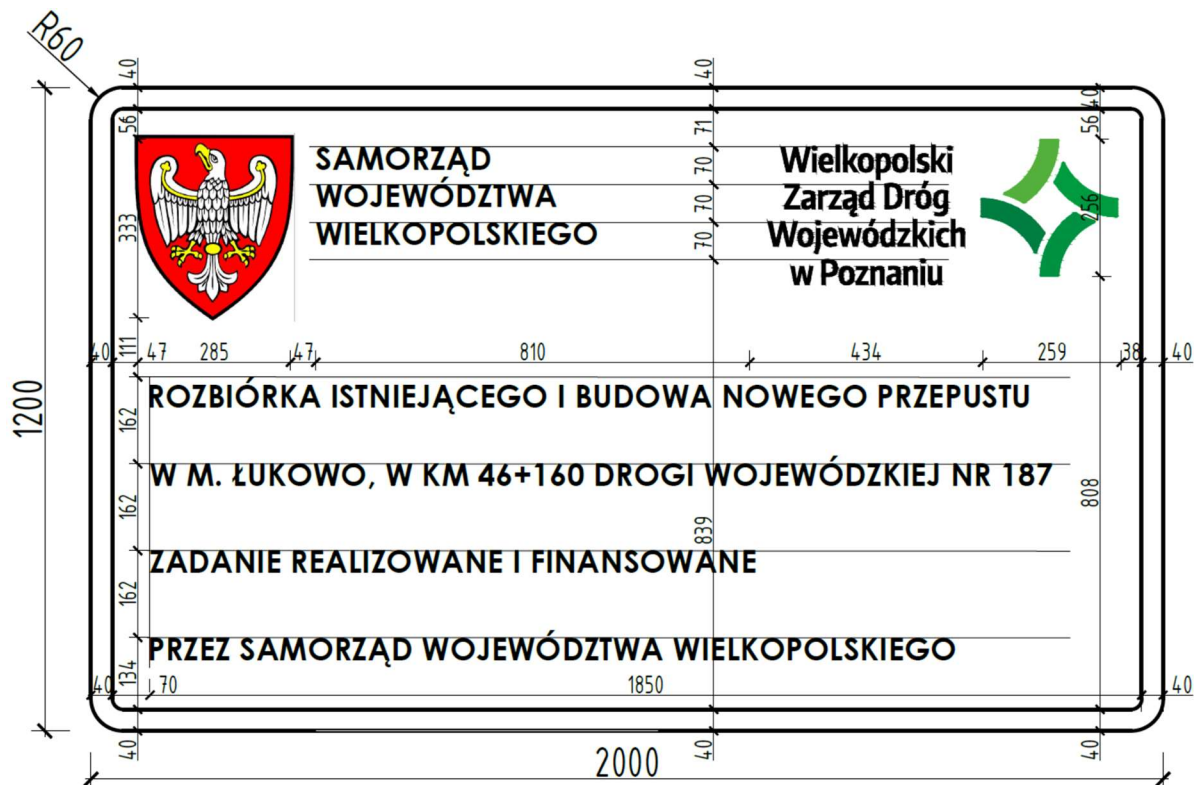 R60
40
40
40
56
71
56
SAMORZĄD
WOJEWÓDZTWA
WIELKOPOLSKIEGO
70
70
70
Wielkopolski
Zarząd Dróg
Wojewódzkich
w Poznaniu
256
333
1200
40 111 47 285 47 810 434 259 38 40
ROZBIÓRKA ISTNIEJĄCEGO I BUDOWA NOWEGO PRZEPUSTU
162
W M. ŁUKOWO, W KM 46+160 DROGI WOJEWÓDZKIEJ NR 187
162
839
808
ZADANIE REALIZOWANE I FINANSOWANE
162
PRZEZ SAMORZĄD WOJEWÓDZTWA WIELKOPOLSKIEGO
40 134 70 1850 40
40
40
40
2000